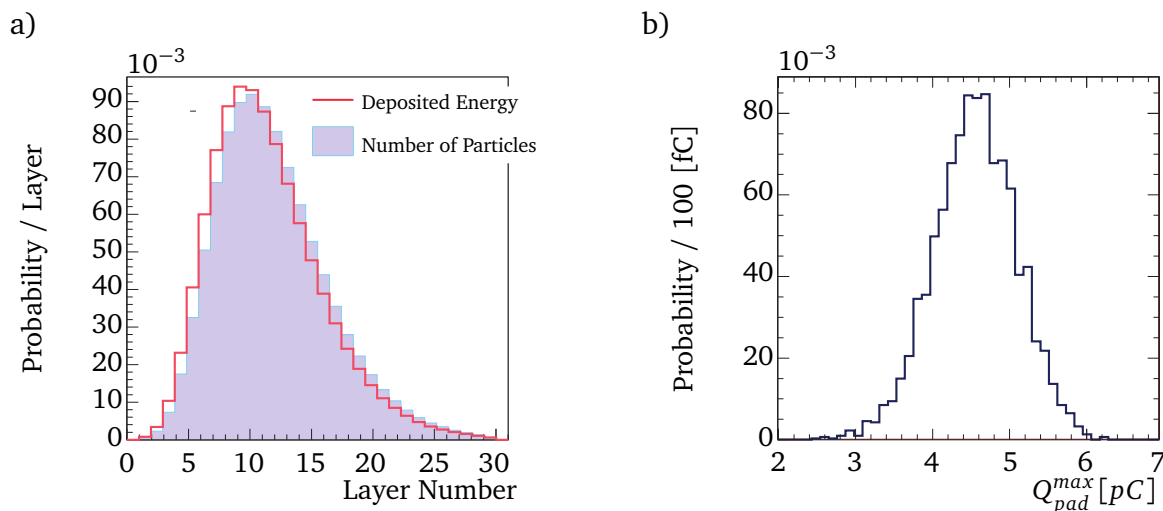 a)
10⁻³
Probability / Layer
90
80
70
60
50
40
30
20
10
0
0 5 10 15 20 25 30
Layer Number
Deposited Energy
Number of Particles
b)
10⁻³
Probability / 100 [fC]
80
60
40
20
0
2 3 4 5 6 7
Q_{pad}^{max} [pC]